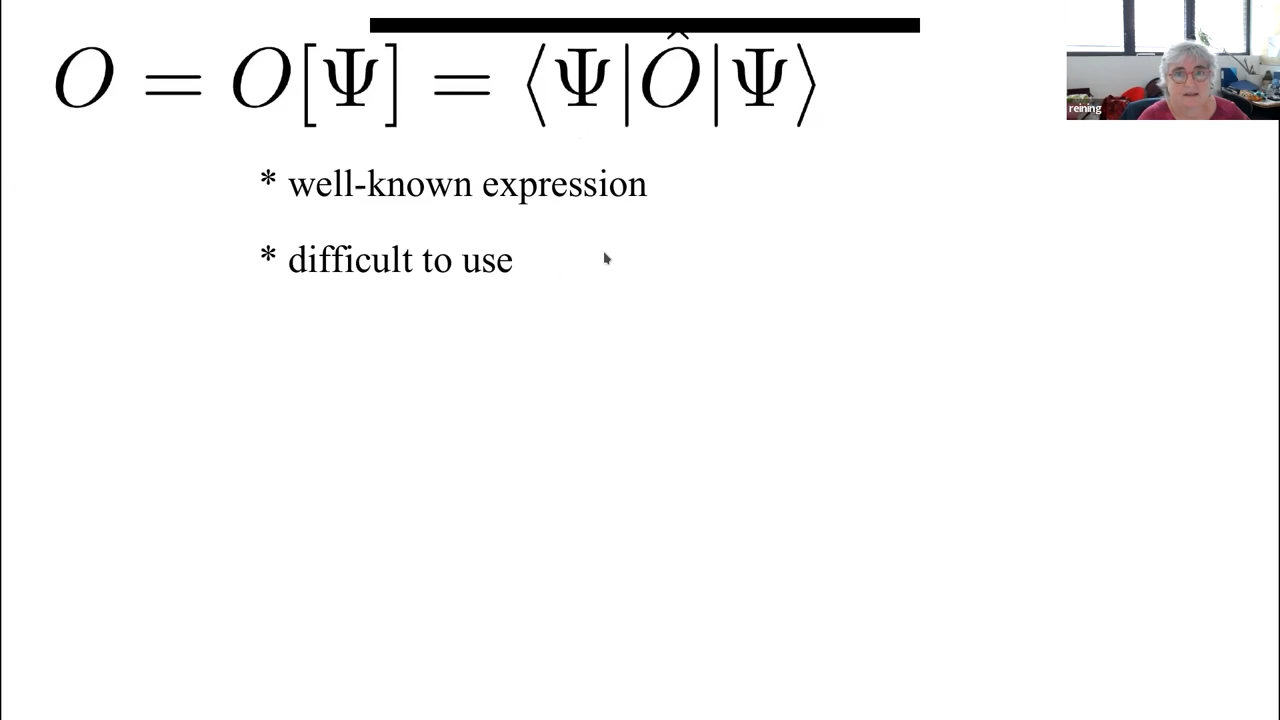 O = O[Ψ] = ⟨Ψ|Ô|Ψ⟩
reining
* well-known expression
* difficult to use